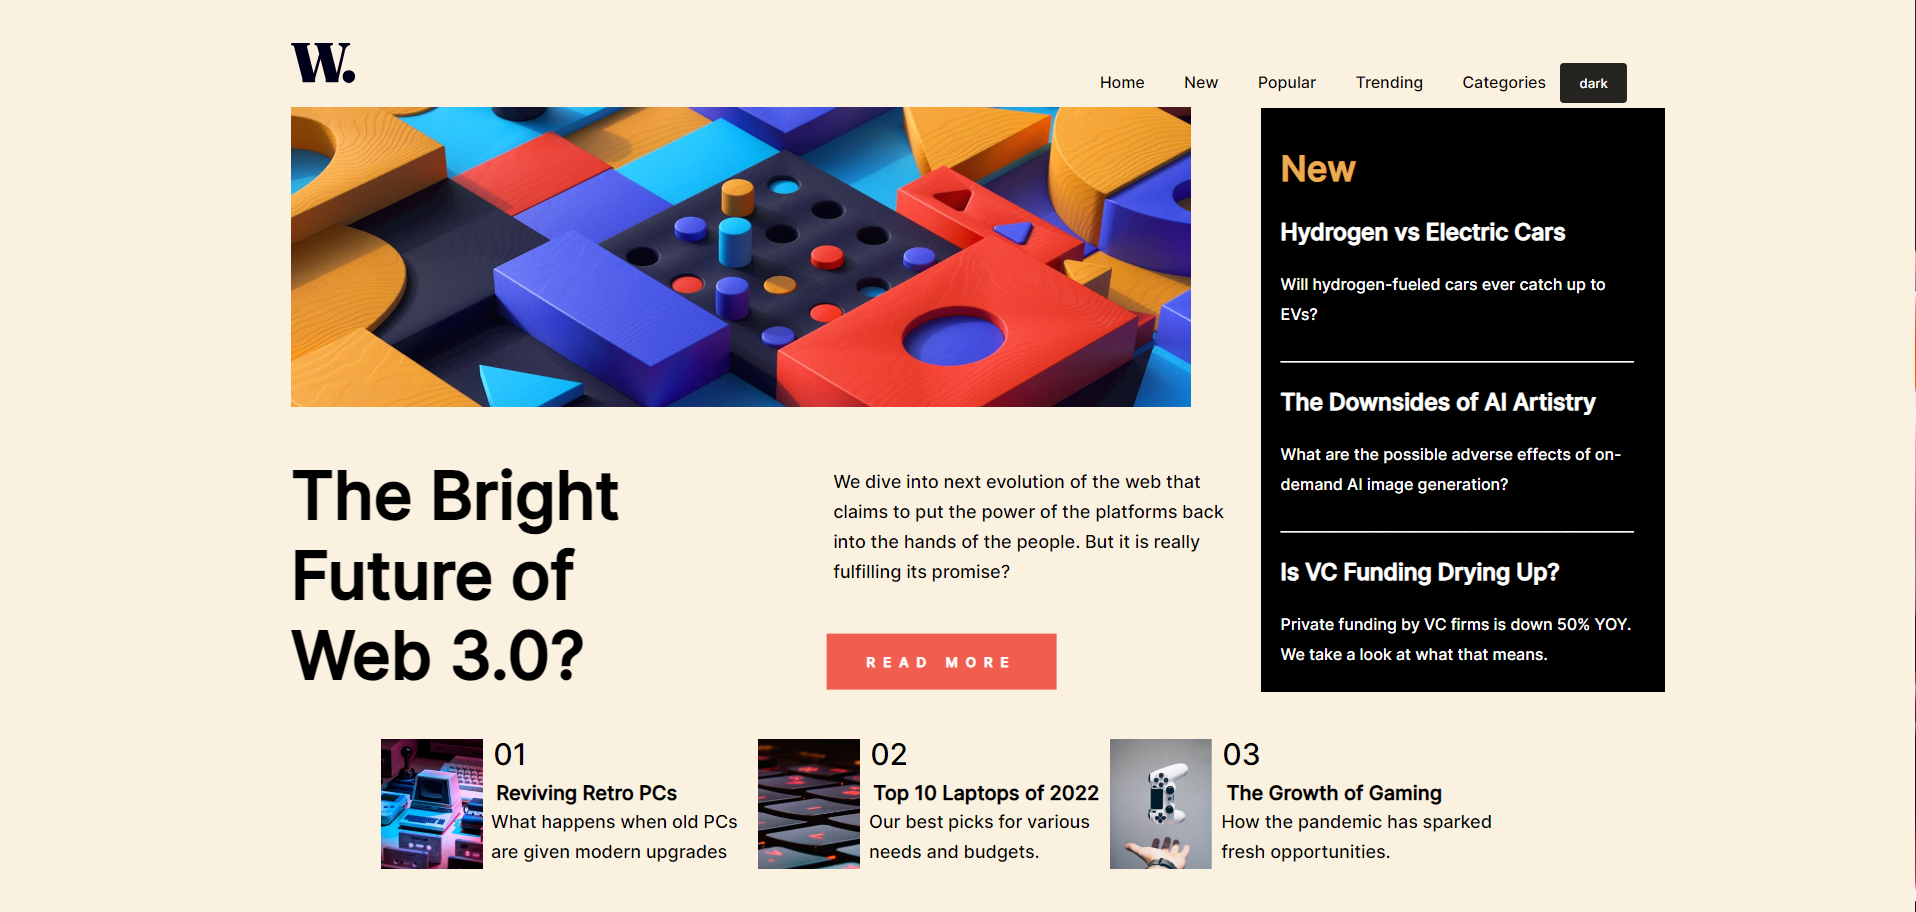 W.
Home New Popular Trending Categories dark
New
Hydrogen vs Electric Cars
Will hydrogen-fueled cars ever catch up to
EVs?
The Downsides of AI Artistry
What are the possible adverse effects of on-
demand AI image generation?
Is VC Funding Drying Up?
Private funding by VC firms is down 50% YOY.
We take a look at what that means.
The Bright
Future of
Web 3.0?
We dive into next evolution of the web that
claims to put the power of the platforms back
into the hands of the people. But it is really
fulfilling its promise?
READ MORE
01
Reviving Retro PCs
What happens when old PCs
are given modern upgrades
02
Top 10 Laptops of 2022
Our best picks for various
needs and budgets.
03
The Growth of Gaming
How the pandemic has sparked
fresh opportunities.